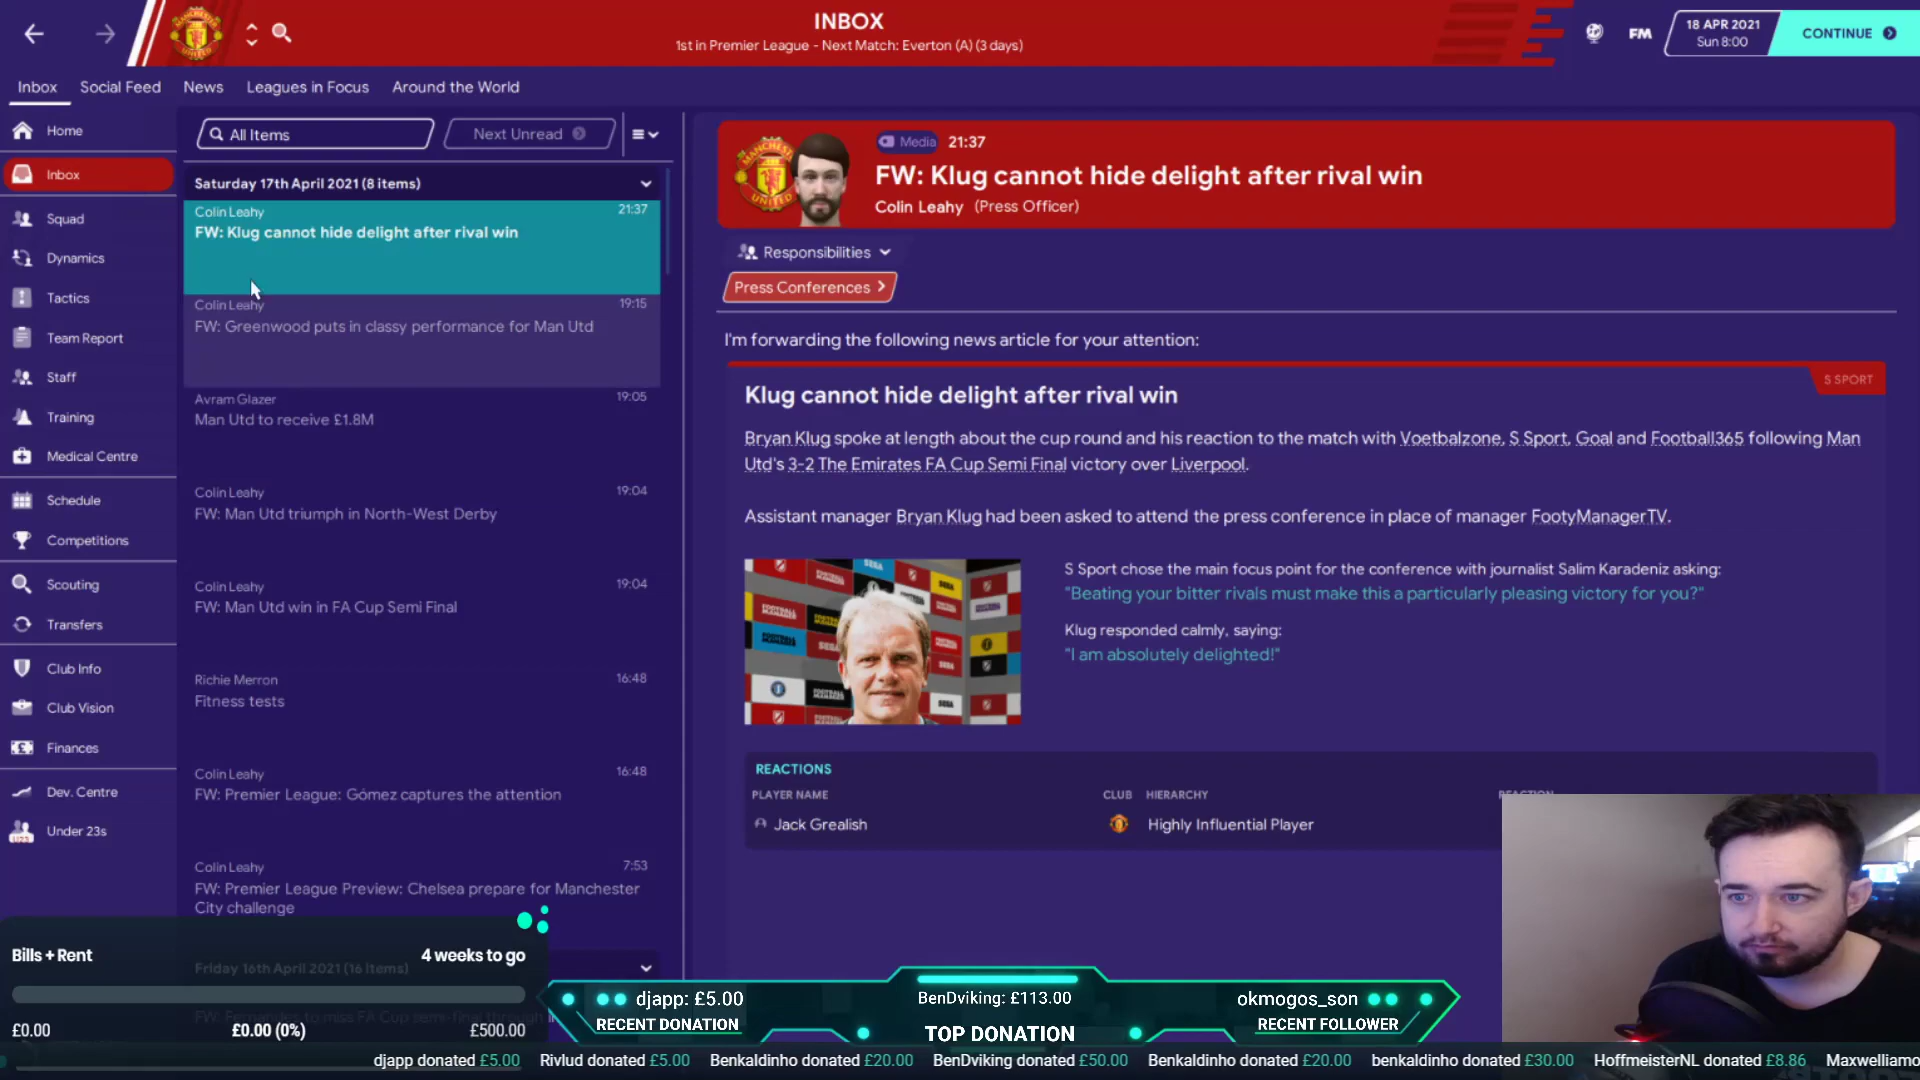 INBOX
1st in Premier League - Next Match: Everton (A) (3 days)
FM
18 APR 2021
Sun 8:00
CONTINUE
Inbox
Social Feed
News
Leagues in Focus
Around the World
Home
Inbox
Squad
Dynamics
Tactics
Team Report
Staff
Training
Medical Centre
Schedule
Competitions
Scouting
Transfers
Club Info
Club Vision
Finances
Dev. Centre
Under 23s
All Items
Next Unread
Saturday 17th April 2021 (8 items)
Colin Leahy 21:37
FW: Klug cannot hide delight after rival win
Colin Leahy 19:15
FW: Greenwood puts in classy performance for Man Utd
Avram Glazer 19:05
Man Utd to receive £1.8M
Colin Leahy 19:04
FW: Man Utd triumph in North-West Derby
Colin Leahy 19:04
FW: Man Utd win in FA Cup Semi Final
Richie Merron 16:48
Fitness tests
Colin Leahy 16:48
FW: Premier League: Gómez captures the attention
Colin Leahy 7:53
FW: Premier League Preview: Chelsea prepare for Manchester
City challenge
Friday 16th April 2021 (16 items)
Media 21:37
FW: Klug cannot hide delight after rival win
Colin Leahy (Press Officer)
Responsibilities
Press Conferences
I'm forwarding the following news article for your attention:
S SPORT
Klug cannot hide delight after rival win
Bryan Klug spoke at length about the cup round and his reaction to the match with Voetbalzone, S Sport, Goal and Football365 following Man
Utd's 3-2 The Emirates FA Cup Semi Final victory over Liverpool.
Assistant manager Bryan Klug had been asked to attend the press conference in place of manager FootyManagerTV.
S Sport chose the main focus point for the conference with journalist Salim Karadeniz asking:
"Beating your bitter rivals must make this a particularly pleasing victory for you?"
Klug responded calmly, saying:
"I am absolutely delighted!"
REACTIONS
PLAYER NAME CLUB HIERARCHY REACTION
Jack Grealish Highly Influential Player
Bills + Rent 4 weeks to go
£0.00 £0.00 (0%) £500.00
djapp: £5.00
RECENT DONATION
BenDviking: £113.00
TOP DONATION
okmogos_son
RECENT FOLLOWER
djapp donated £5.00 Rivlud donated £5.00 Benkaldinho donated £20.00 BenDviking donated £50.00 Benkaldinho donated £20.00 benkaldinho donated £30.00 HoffmeisterNL donated £8.86 Maxwelliamo